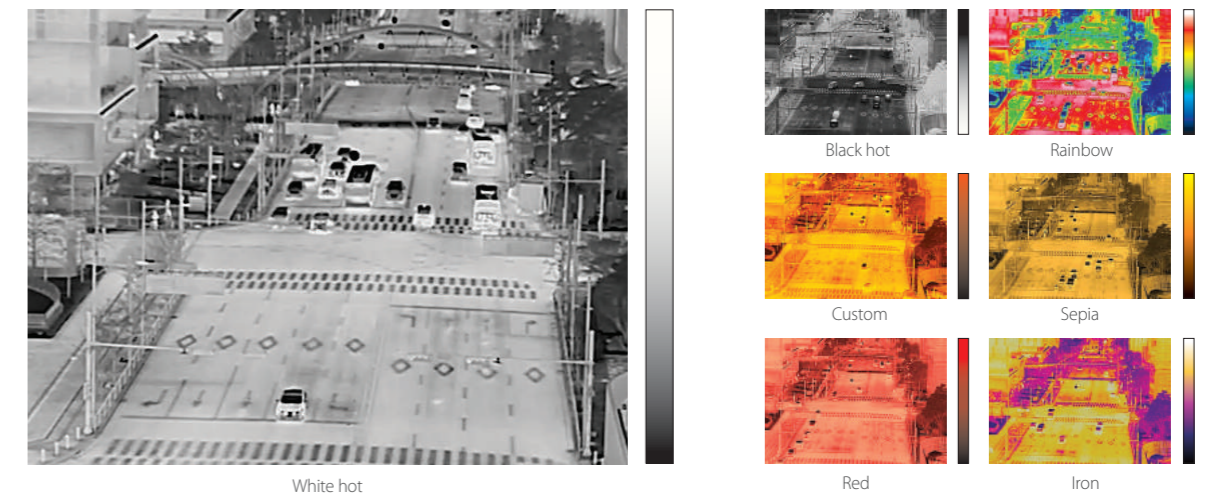 White hot
Black hot
Rainbow
Custom
Sepia
Red
Iron